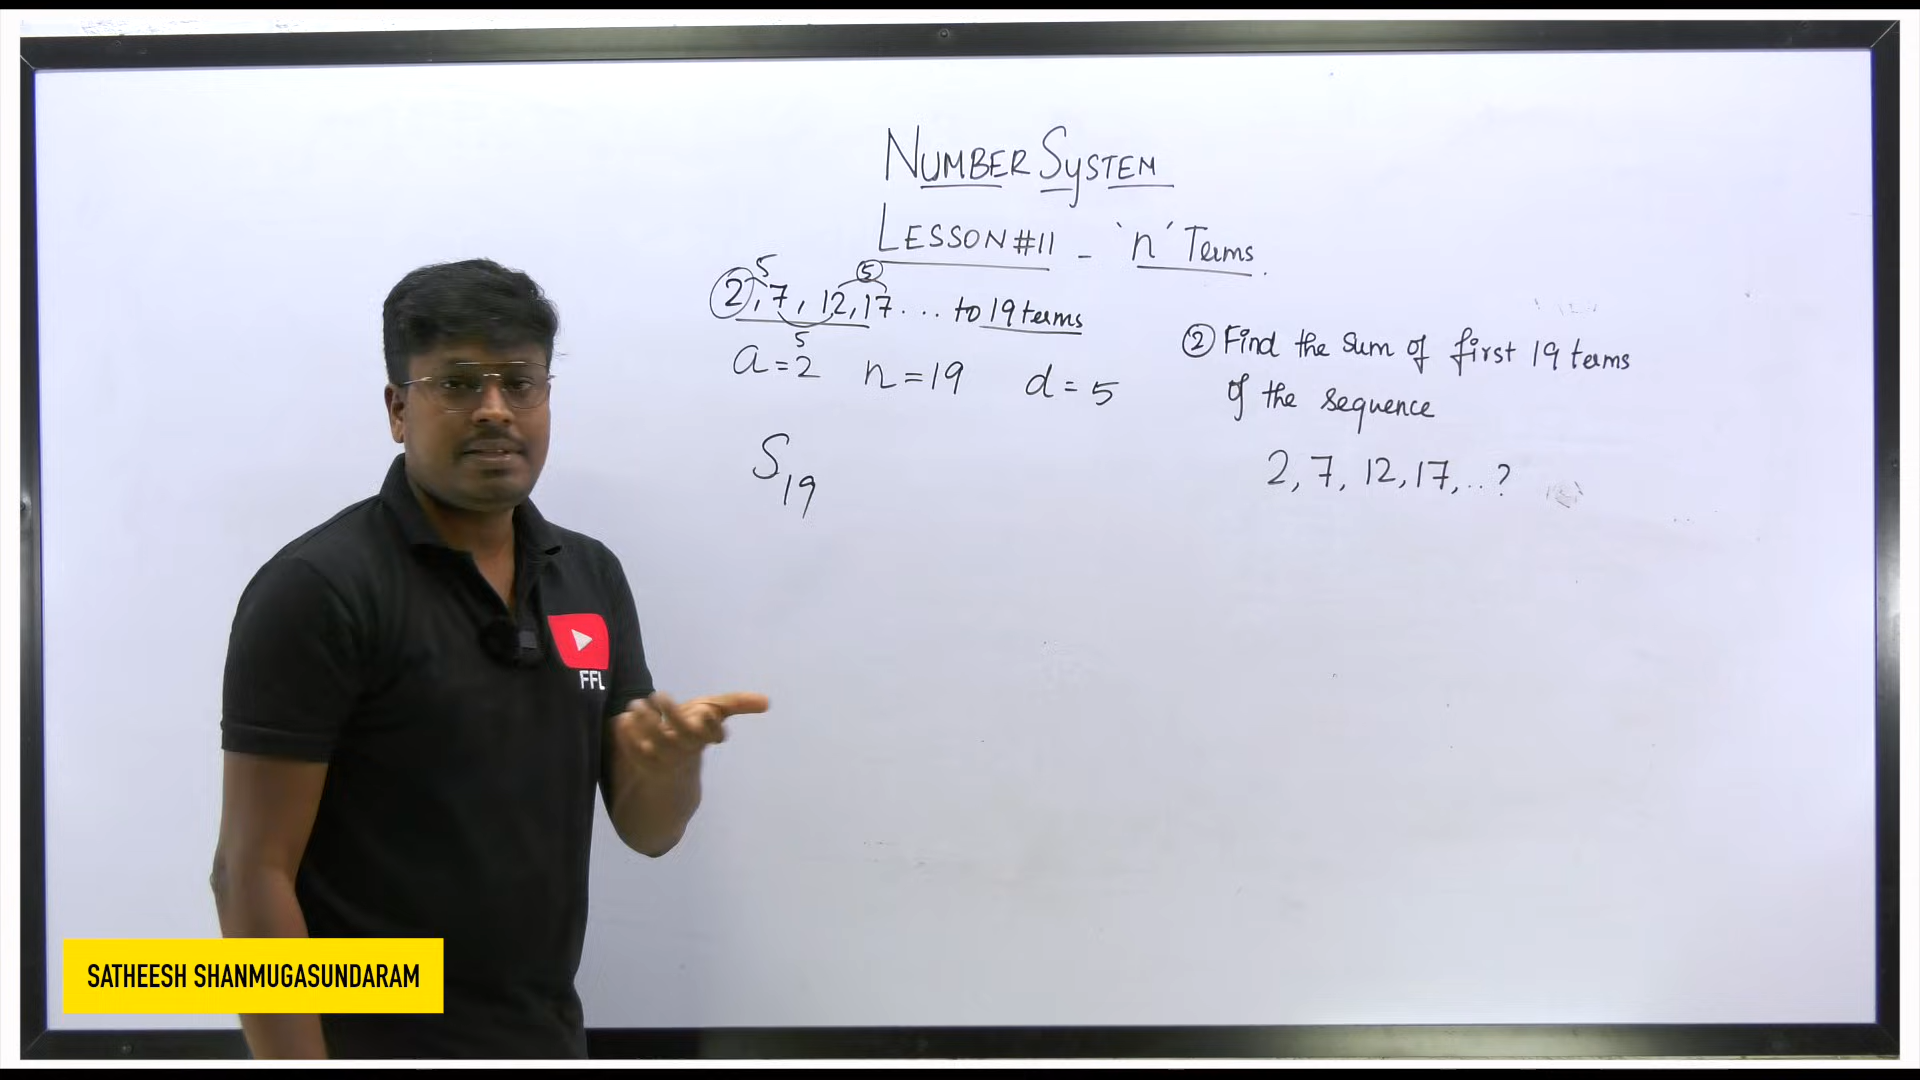 NUMBER SYSTEM
LESSON #11 - 'n' Terms.
5 5
2, 7, 12, 17 . . . to 19 terms
5
a = 2 n = 19 d = 5
S19
② Find the sum of first 19 terms
of the sequence
2, 7, 12, 17, ..?
FFL
SATHEESH SHANMUGASUNDARAM